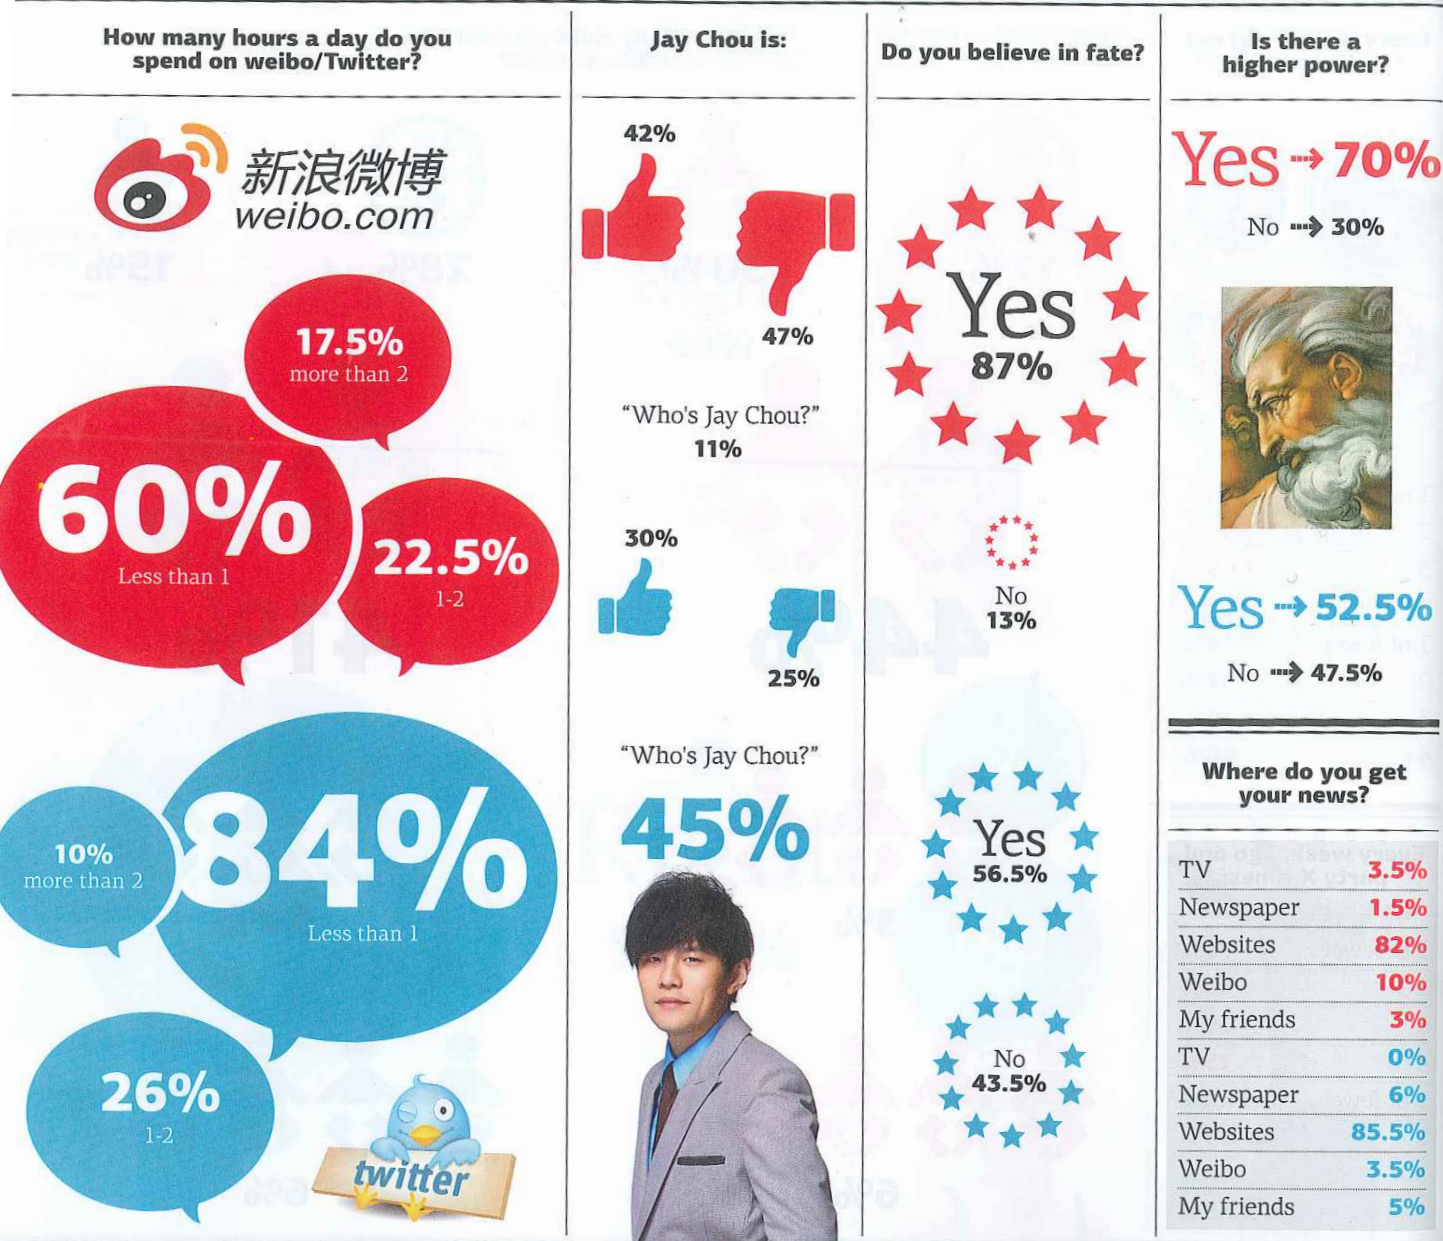 How many hours a day do you
spend on weibo/Twitter?
新浪微博
weibo.com
17.5%
more than 2
60%
Less than 1
22.5%
1-2
84%
Less than 1
10%
more than 2
26%
1-2
twitter
Jay Chou is:
42%
47%
“Who's Jay Chou?”
11%
30%
25%
“Who's Jay Chou?”
45%
Do you believe in fate?
Yes
87%
No
13%
Yes
56.5%
No
43.5%
Is there a
higher power?
Yes 70%
No 30%
Yes 52.5%
No 47.5%
Where do you get
your news?
TV 3.5%
Newspaper 1.5%
Websites 82%
Weibo 10%
My friends 3%
TV 0%
Newspaper 6%
Websites 85.5%
Weibo 3.5%
My friends 5%